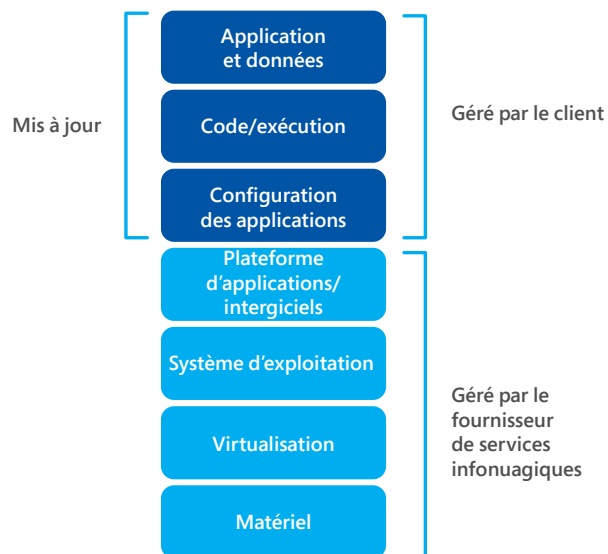 Application
et données
Mis à jour
Code/exécution
Géré par le client
Configuration
des applications
Plateforme
d'applications/
intergiciels
Système d'exploitation
Géré par le
fournisseur
de services
infonuagiques
Virtualisation
Matériel